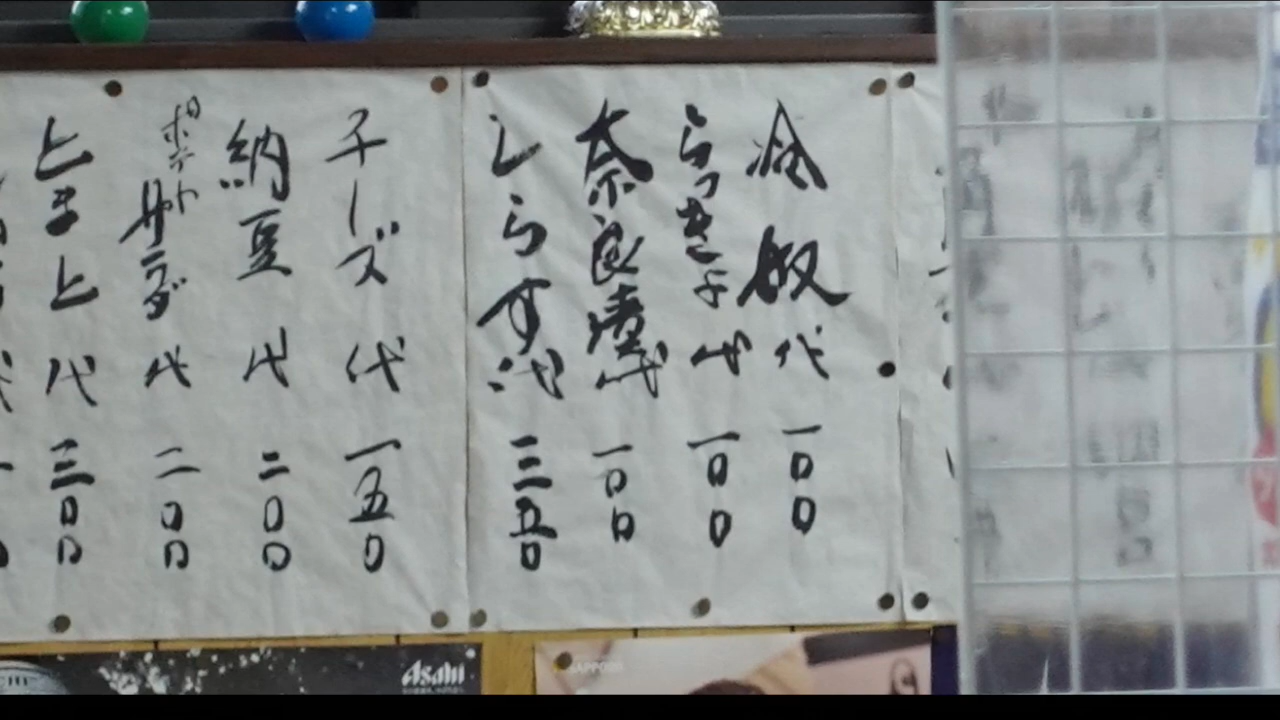 冷奴代一〇〇
らっきょ代一〇〇
奈良漬代一〇〇
しらす代三五〇
チーズ代一五〇
納豆代二〇〇
ポテトサラダ代二〇〇
とまと代三〇〇
Asahi
SAPPORO